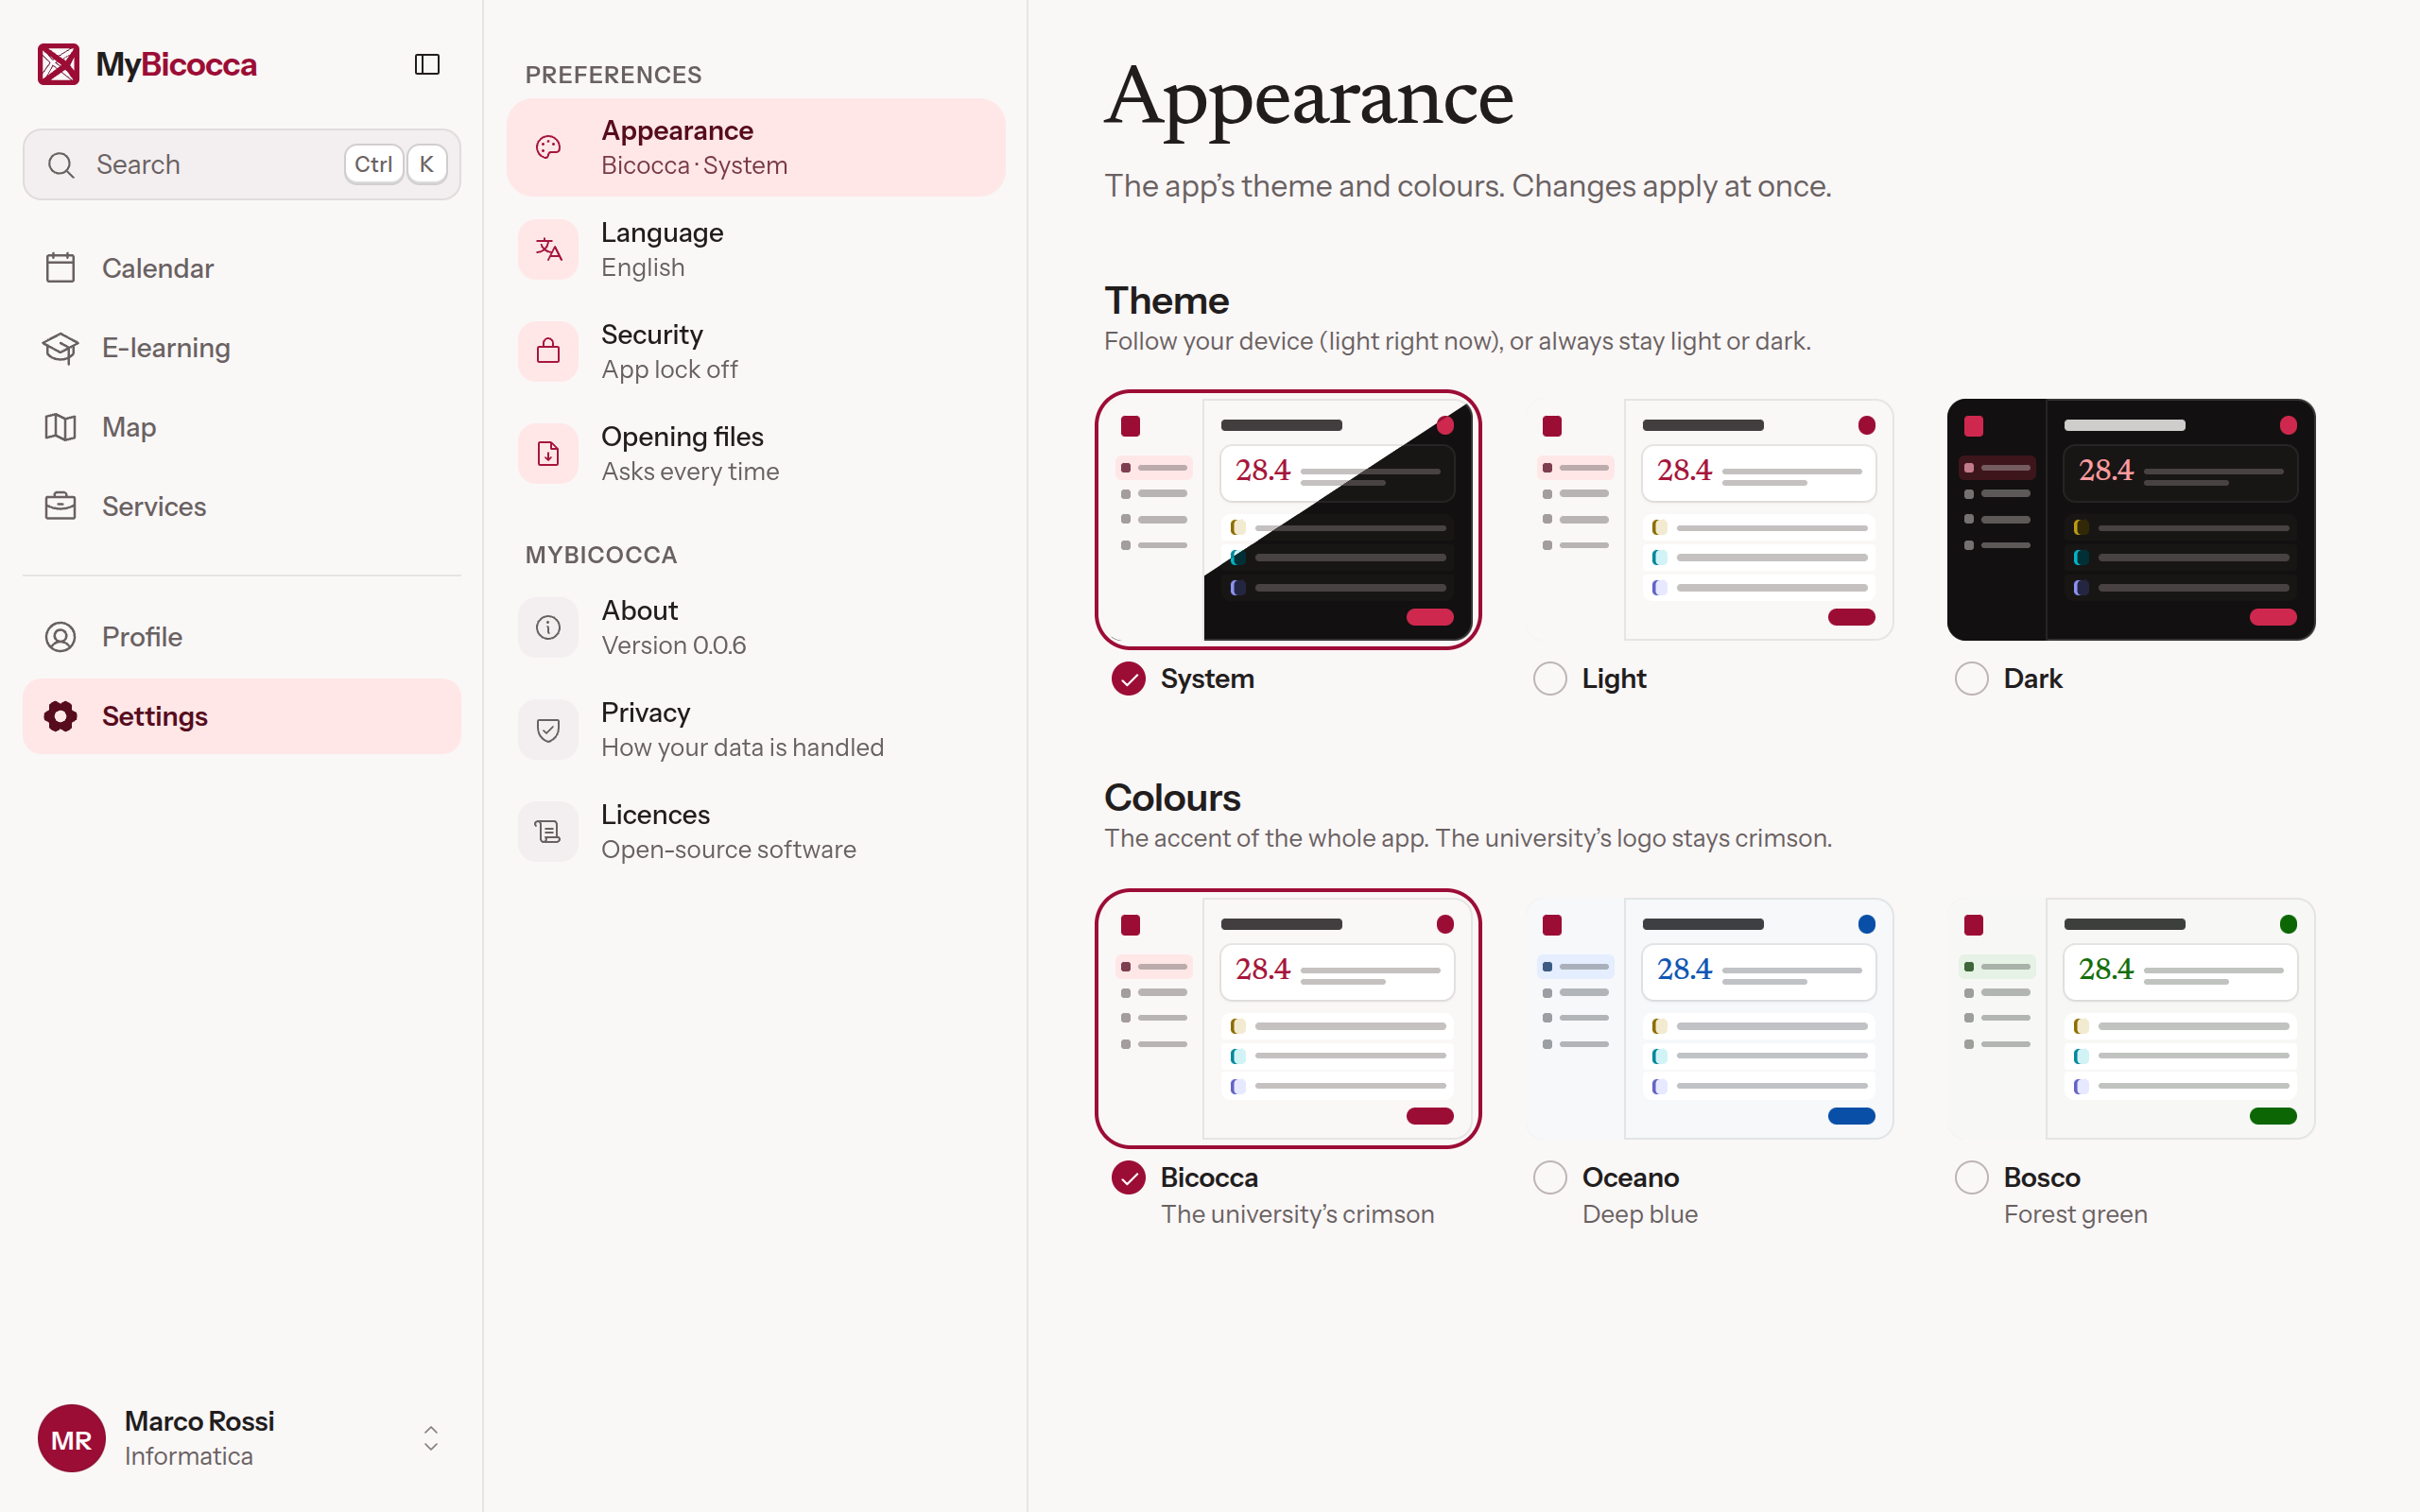 MyBicocca
Search
Ctrl K
Calendar
E-learning
Map
Services
Profile
Settings
Marco Rossi
MR
Informatica
PREFERENCES
Appearance
Bicocca · System
Language
English
Security
App lock off
Opening files
Asks every time
MYBICOCCA
About
Version 0.0.6
Privacy
How your data is handled
Licences
Open-source software
Appearance
The app’s theme and colours. Changes apply at once.
Theme
Follow your device (light right now), or always stay light or dark.
28.4
28.4
28.4
System
Light
Dark
Colours
The accent of the whole app. The university’s logo stays crimson.
28.4
28.4
28.4
Bicocca
The university’s crimson
Oceano
Deep blue
Bosco
Forest green